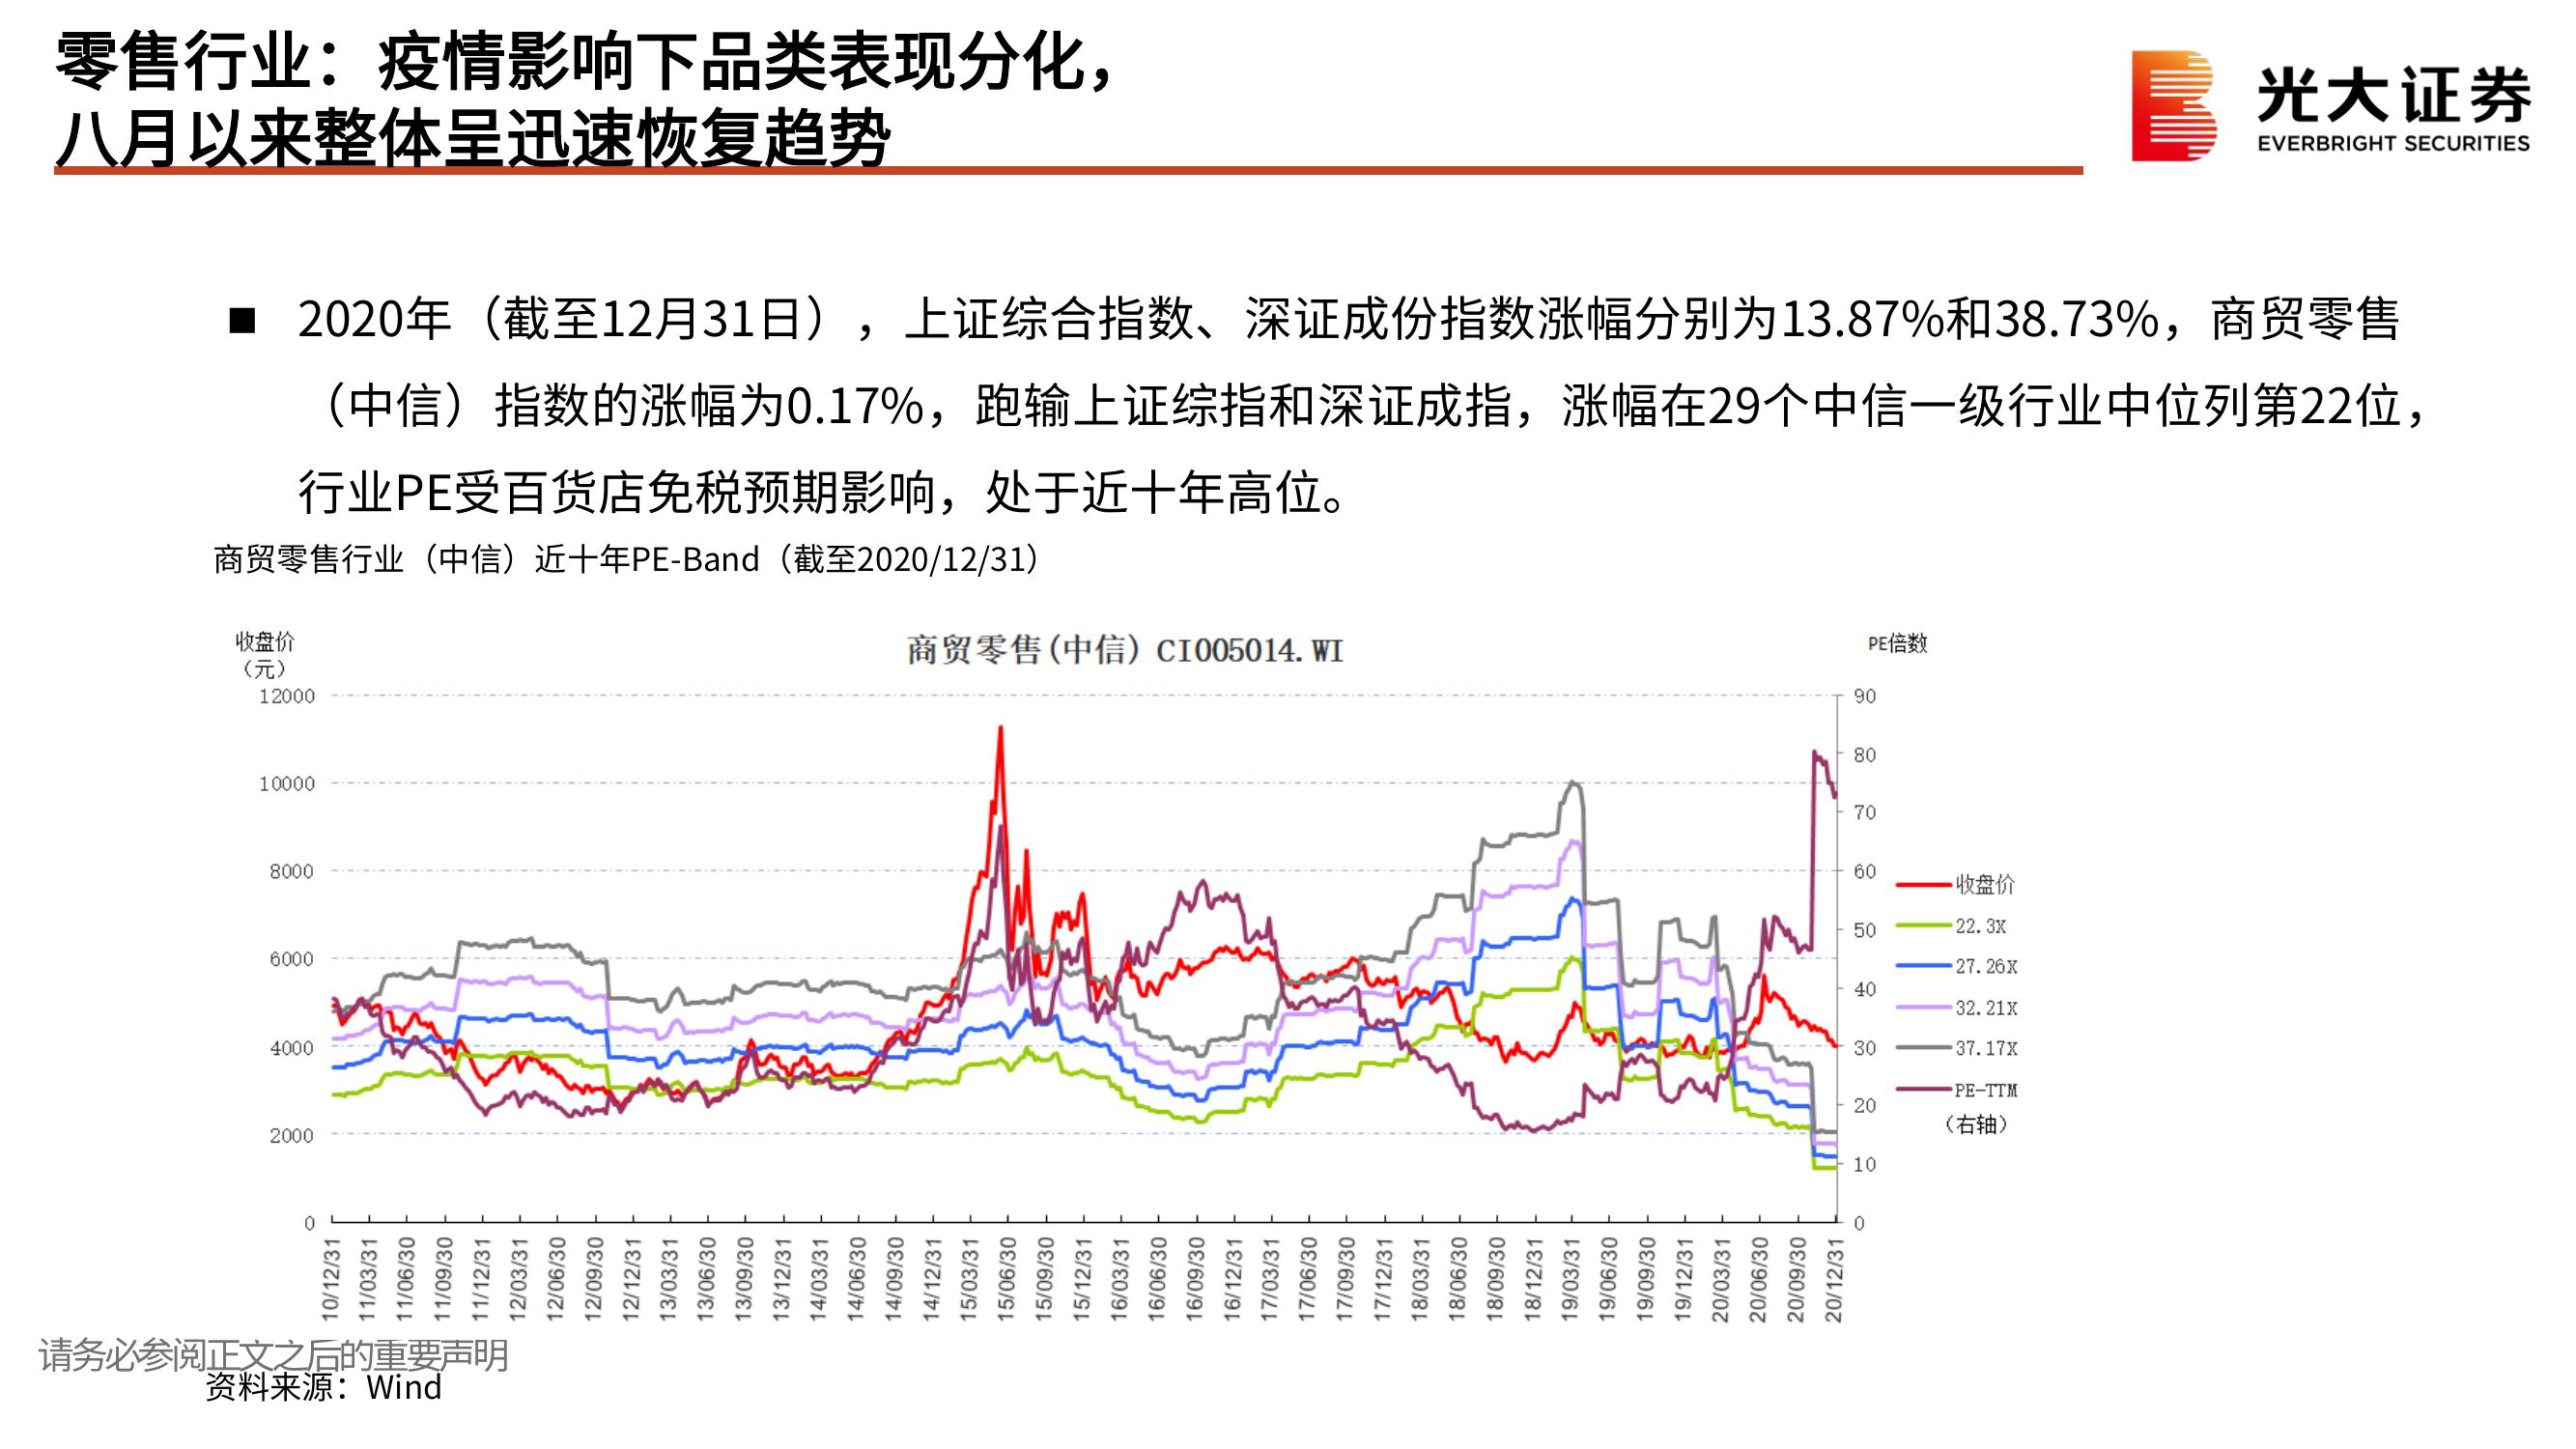 零售行业：疫情影响下品类表现分化，
八月以来整体呈迅速恢复趋势
光大证券
EVERBRIGHT SECURITIES
■ 2020年（截至12月31日），上证综合指数、深证成份指数涨幅分别为13.87%和38.73%，商贸零售
（中信）指数的涨幅为0.17%，跑输上证综指和深证成指，涨幅在29个中信一级行业中位列第22位，
行业PE受百货店免税预期影响，处于近十年高位。
商贸零售行业（中信）近十年PE-Band（截至2020/12/31）
收盘价
（元）
商贸零售(中信) CI005014.WI
PE倍数
12000
10000
8000
6000
4000
2000
0
90
80
70
60
50
40
30
20
10
0
收盘价
22.3X
27.26X
32.21X
37.17X
PE-TTM
（右轴）
10/12/31
11/03/31
11/06/30
11/09/30
11/12/31
12/03/31
12/06/30
12/09/30
12/12/31
13/03/31
13/06/30
13/09/30
13/12/31
14/03/31
14/06/30
14/09/30
14/12/31
15/03/31
15/06/30
15/09/30
15/12/31
16/03/31
16/06/30
16/09/30
16/12/31
17/03/31
17/06/30
17/09/30
17/12/31
18/03/31
18/06/30
18/09/30
18/12/31
19/03/31
19/06/30
19/09/30
19/12/31
20/03/31
20/06/30
20/09/30
20/12/31
请务必参阅正文之后的重要声明
资料来源：Wind